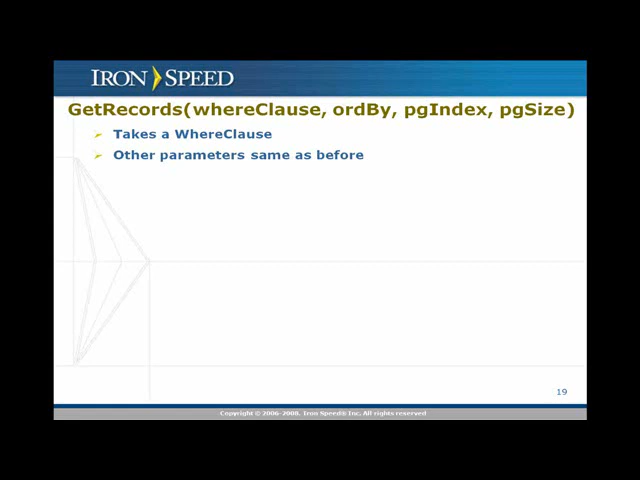 IRON SPEED
GetRecords(whereClause, ordBy, pgIndex, pgSize)
Takes a WhereClause
Other parameters same as before
19
Copyright © 2006-2008. Iron Speed® Inc. All rights reserved